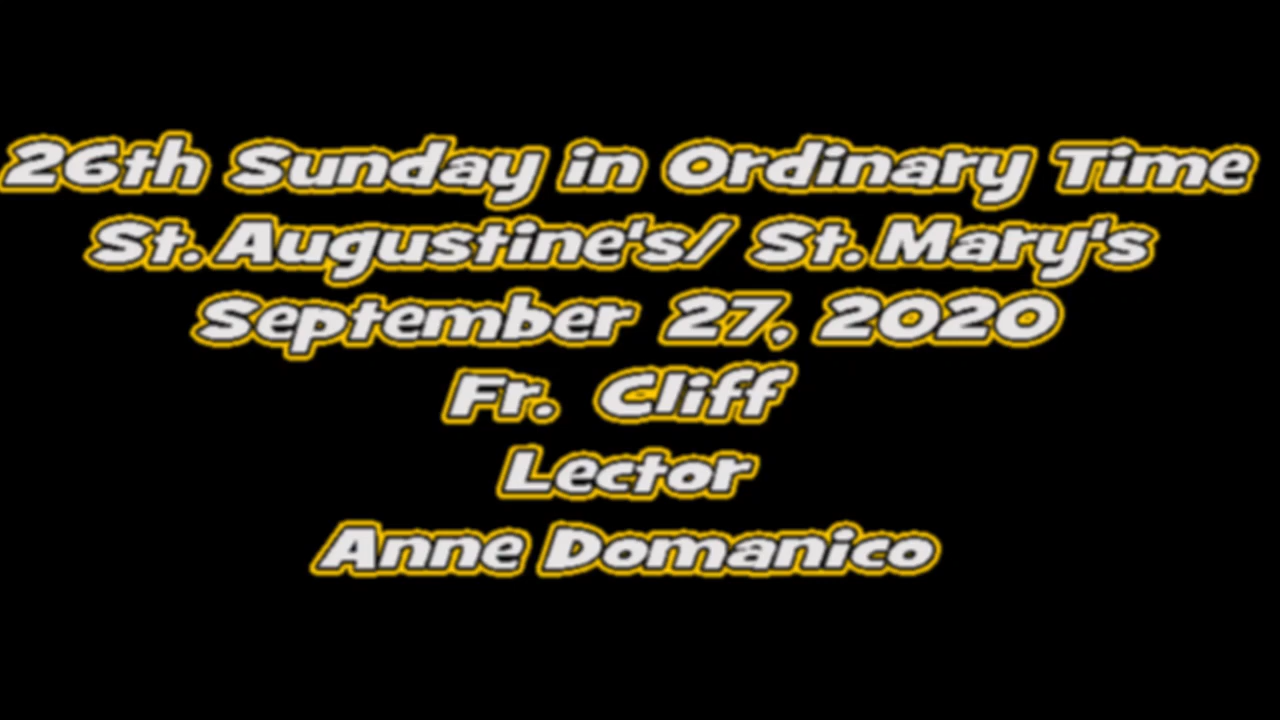 26th Sunday in Ordinary Time
St. Augustine's/ St. Mary's
September 27, 2020
Fr. Cliff
Lector
Anne Domanico